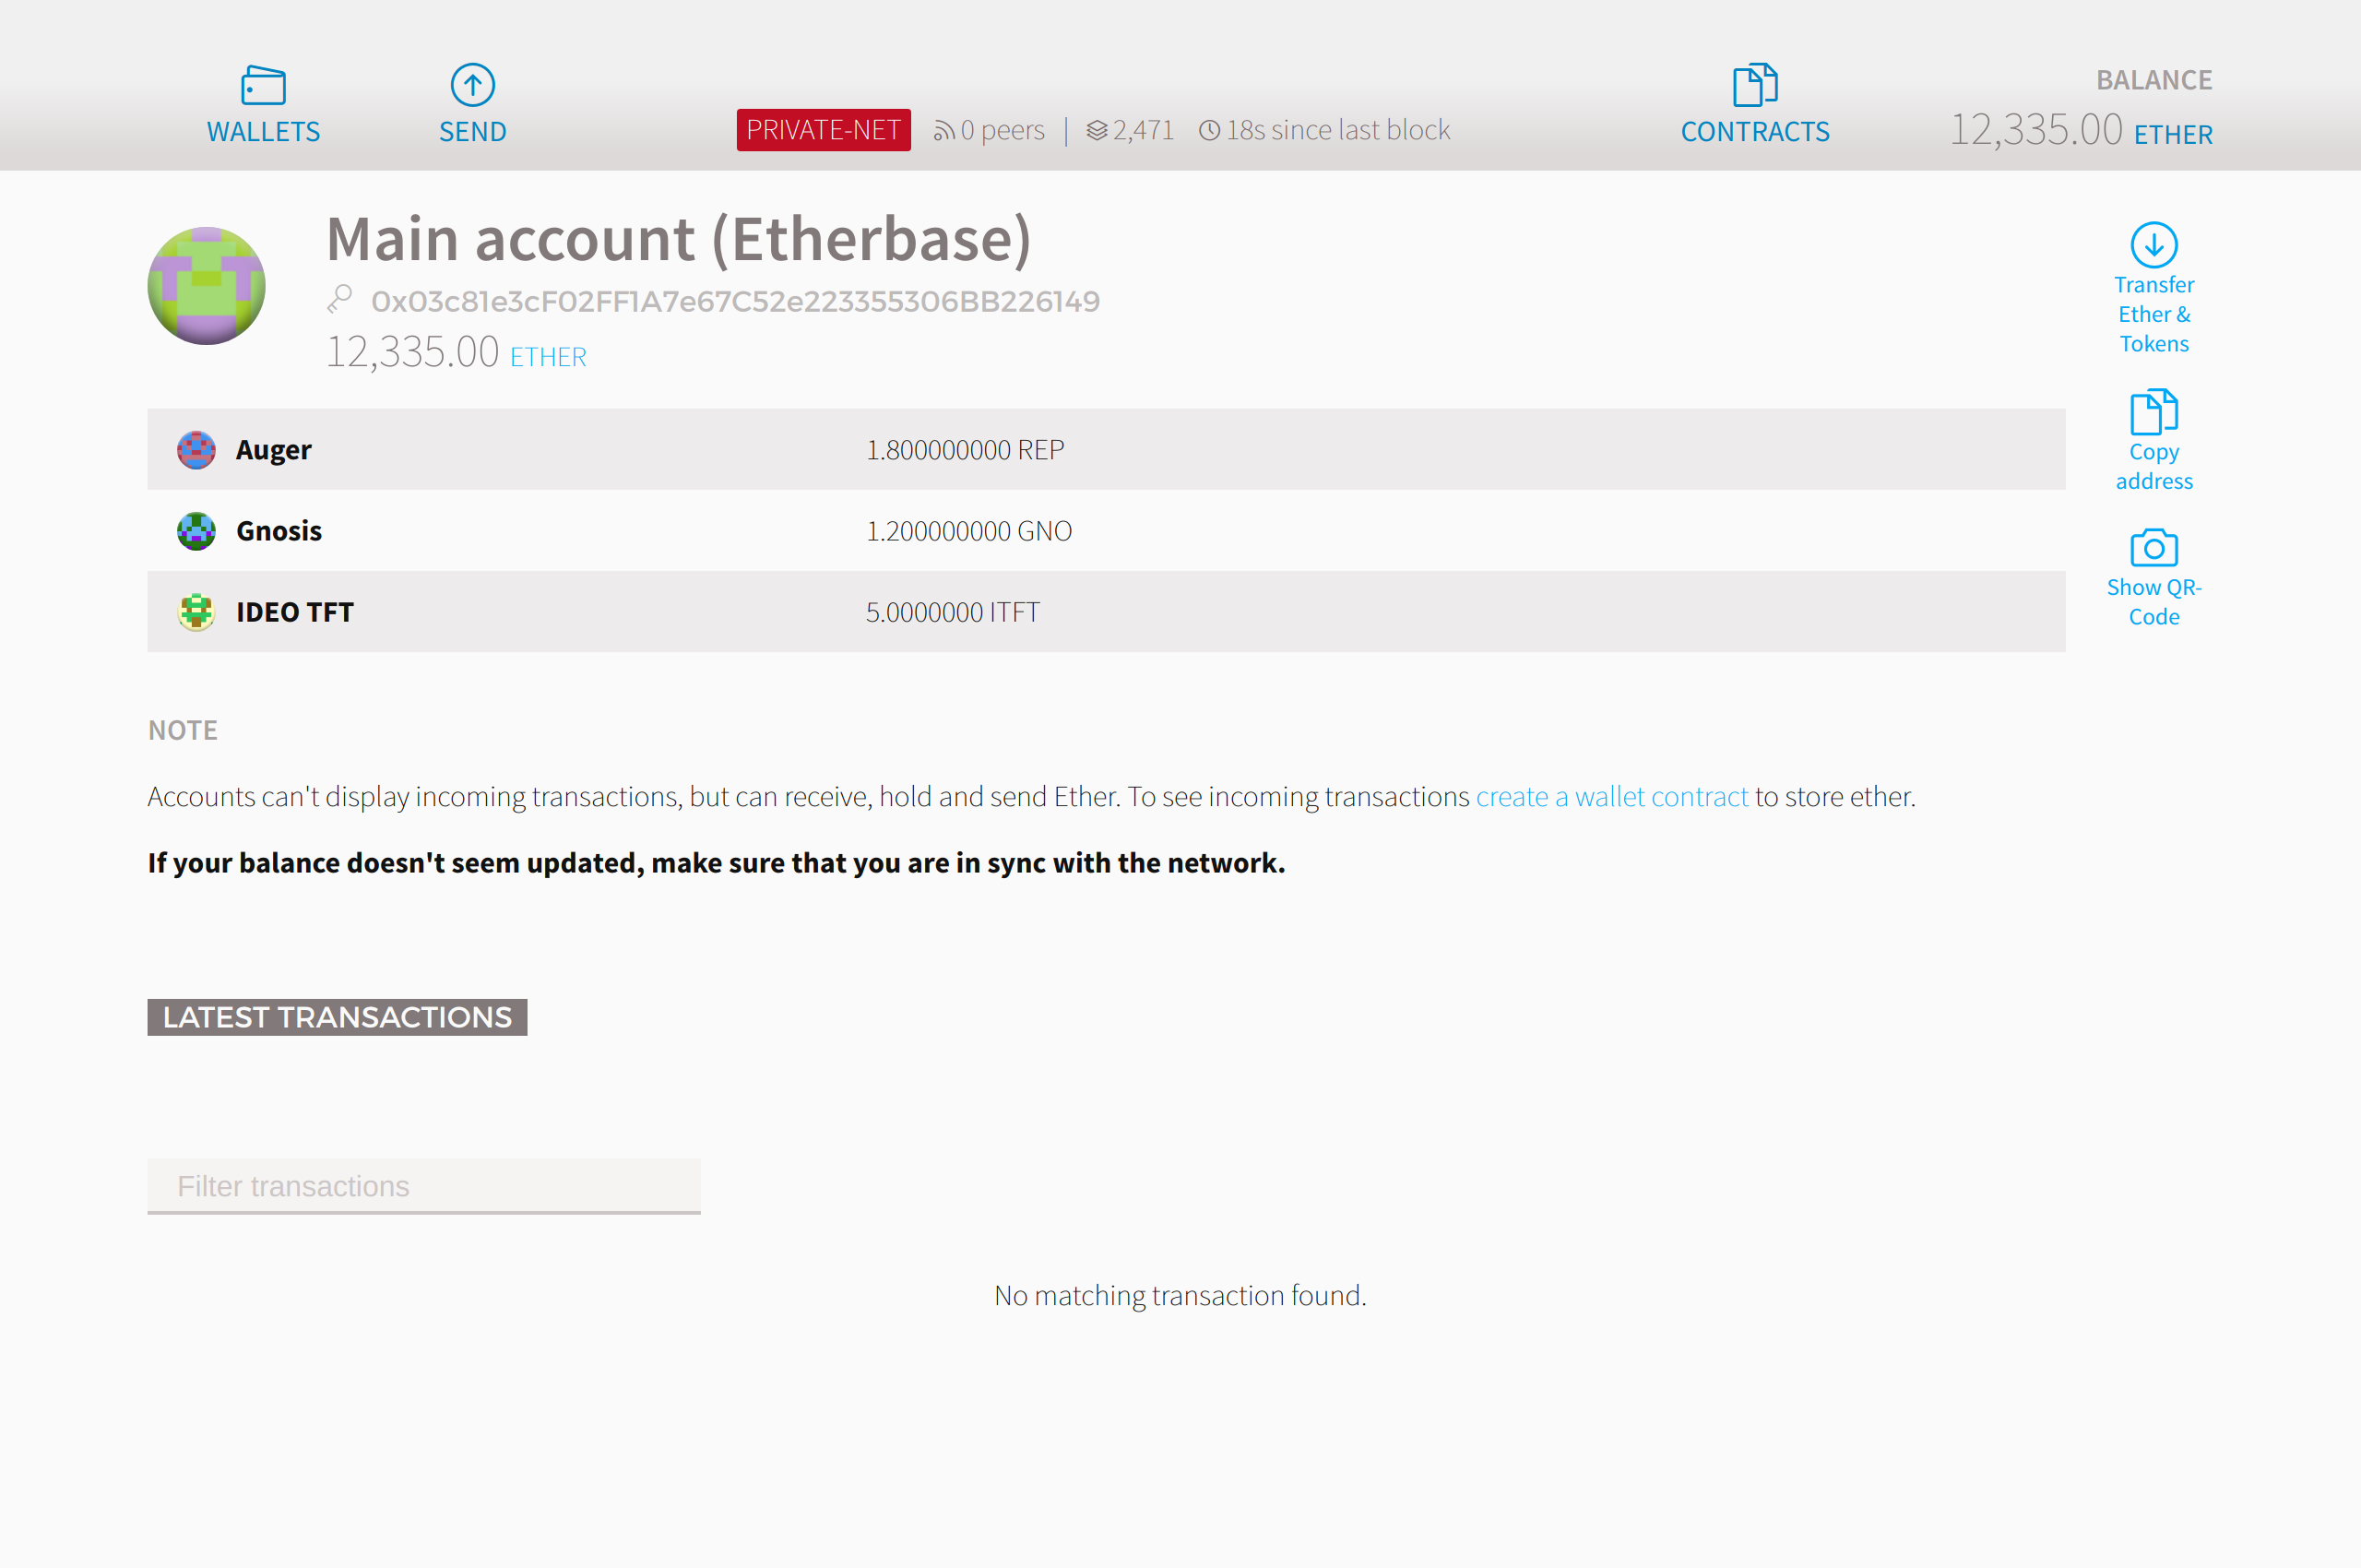 WALLETS
SEND
PRIVATE-NET 0 peers | 2,471 18s since last block
CONTRACTS
BALANCE
12,335.00 ETHER
Main account (Etherbase)
0x03c81e3cF02FF1A7e67C52e223355306BB226149
12,335.00 ETHER
Transfer
Ether &
Tokens
Copy
address
Show QR-
Code
Auger 1.800000000 REP
Gnosis 1.200000000 GNO
IDEO TFT 5.0000000 ITFT
NOTE
Accounts can't display incoming transactions, but can receive, hold and send Ether. To see incoming transactions create a wallet contract to store ether.
If your balance doesn't seem updated, make sure that you are in sync with the network.
LATEST TRANSACTIONS
Filter transactions
No matching transaction found.